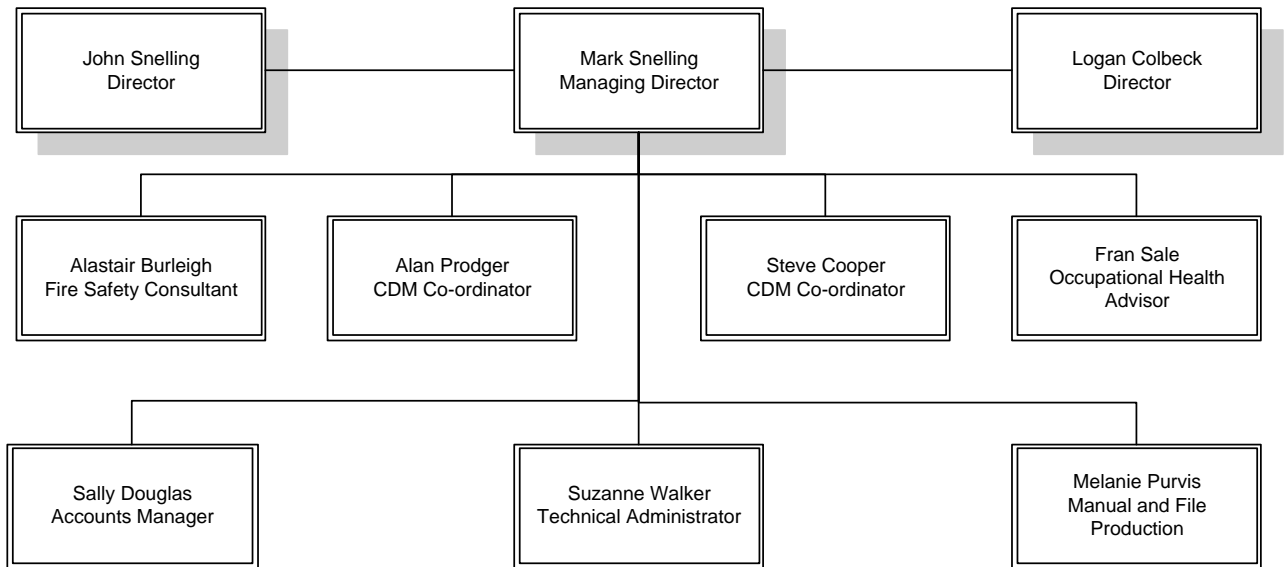 John Snelling
Director
Mark Snelling
Managing Director
Logan Colbeck
Director
Alastair Burleigh
Fire Safety Consultant
Alan Prodger
CDM Co-ordinator
Steve Cooper
CDM Co-ordinator
Fran Sale
Occupational Health
Advisor
Sally Douglas
Accounts Manager
Suzanne Walker
Technical Administrator
Melanie Purvis
Manual and File
Production